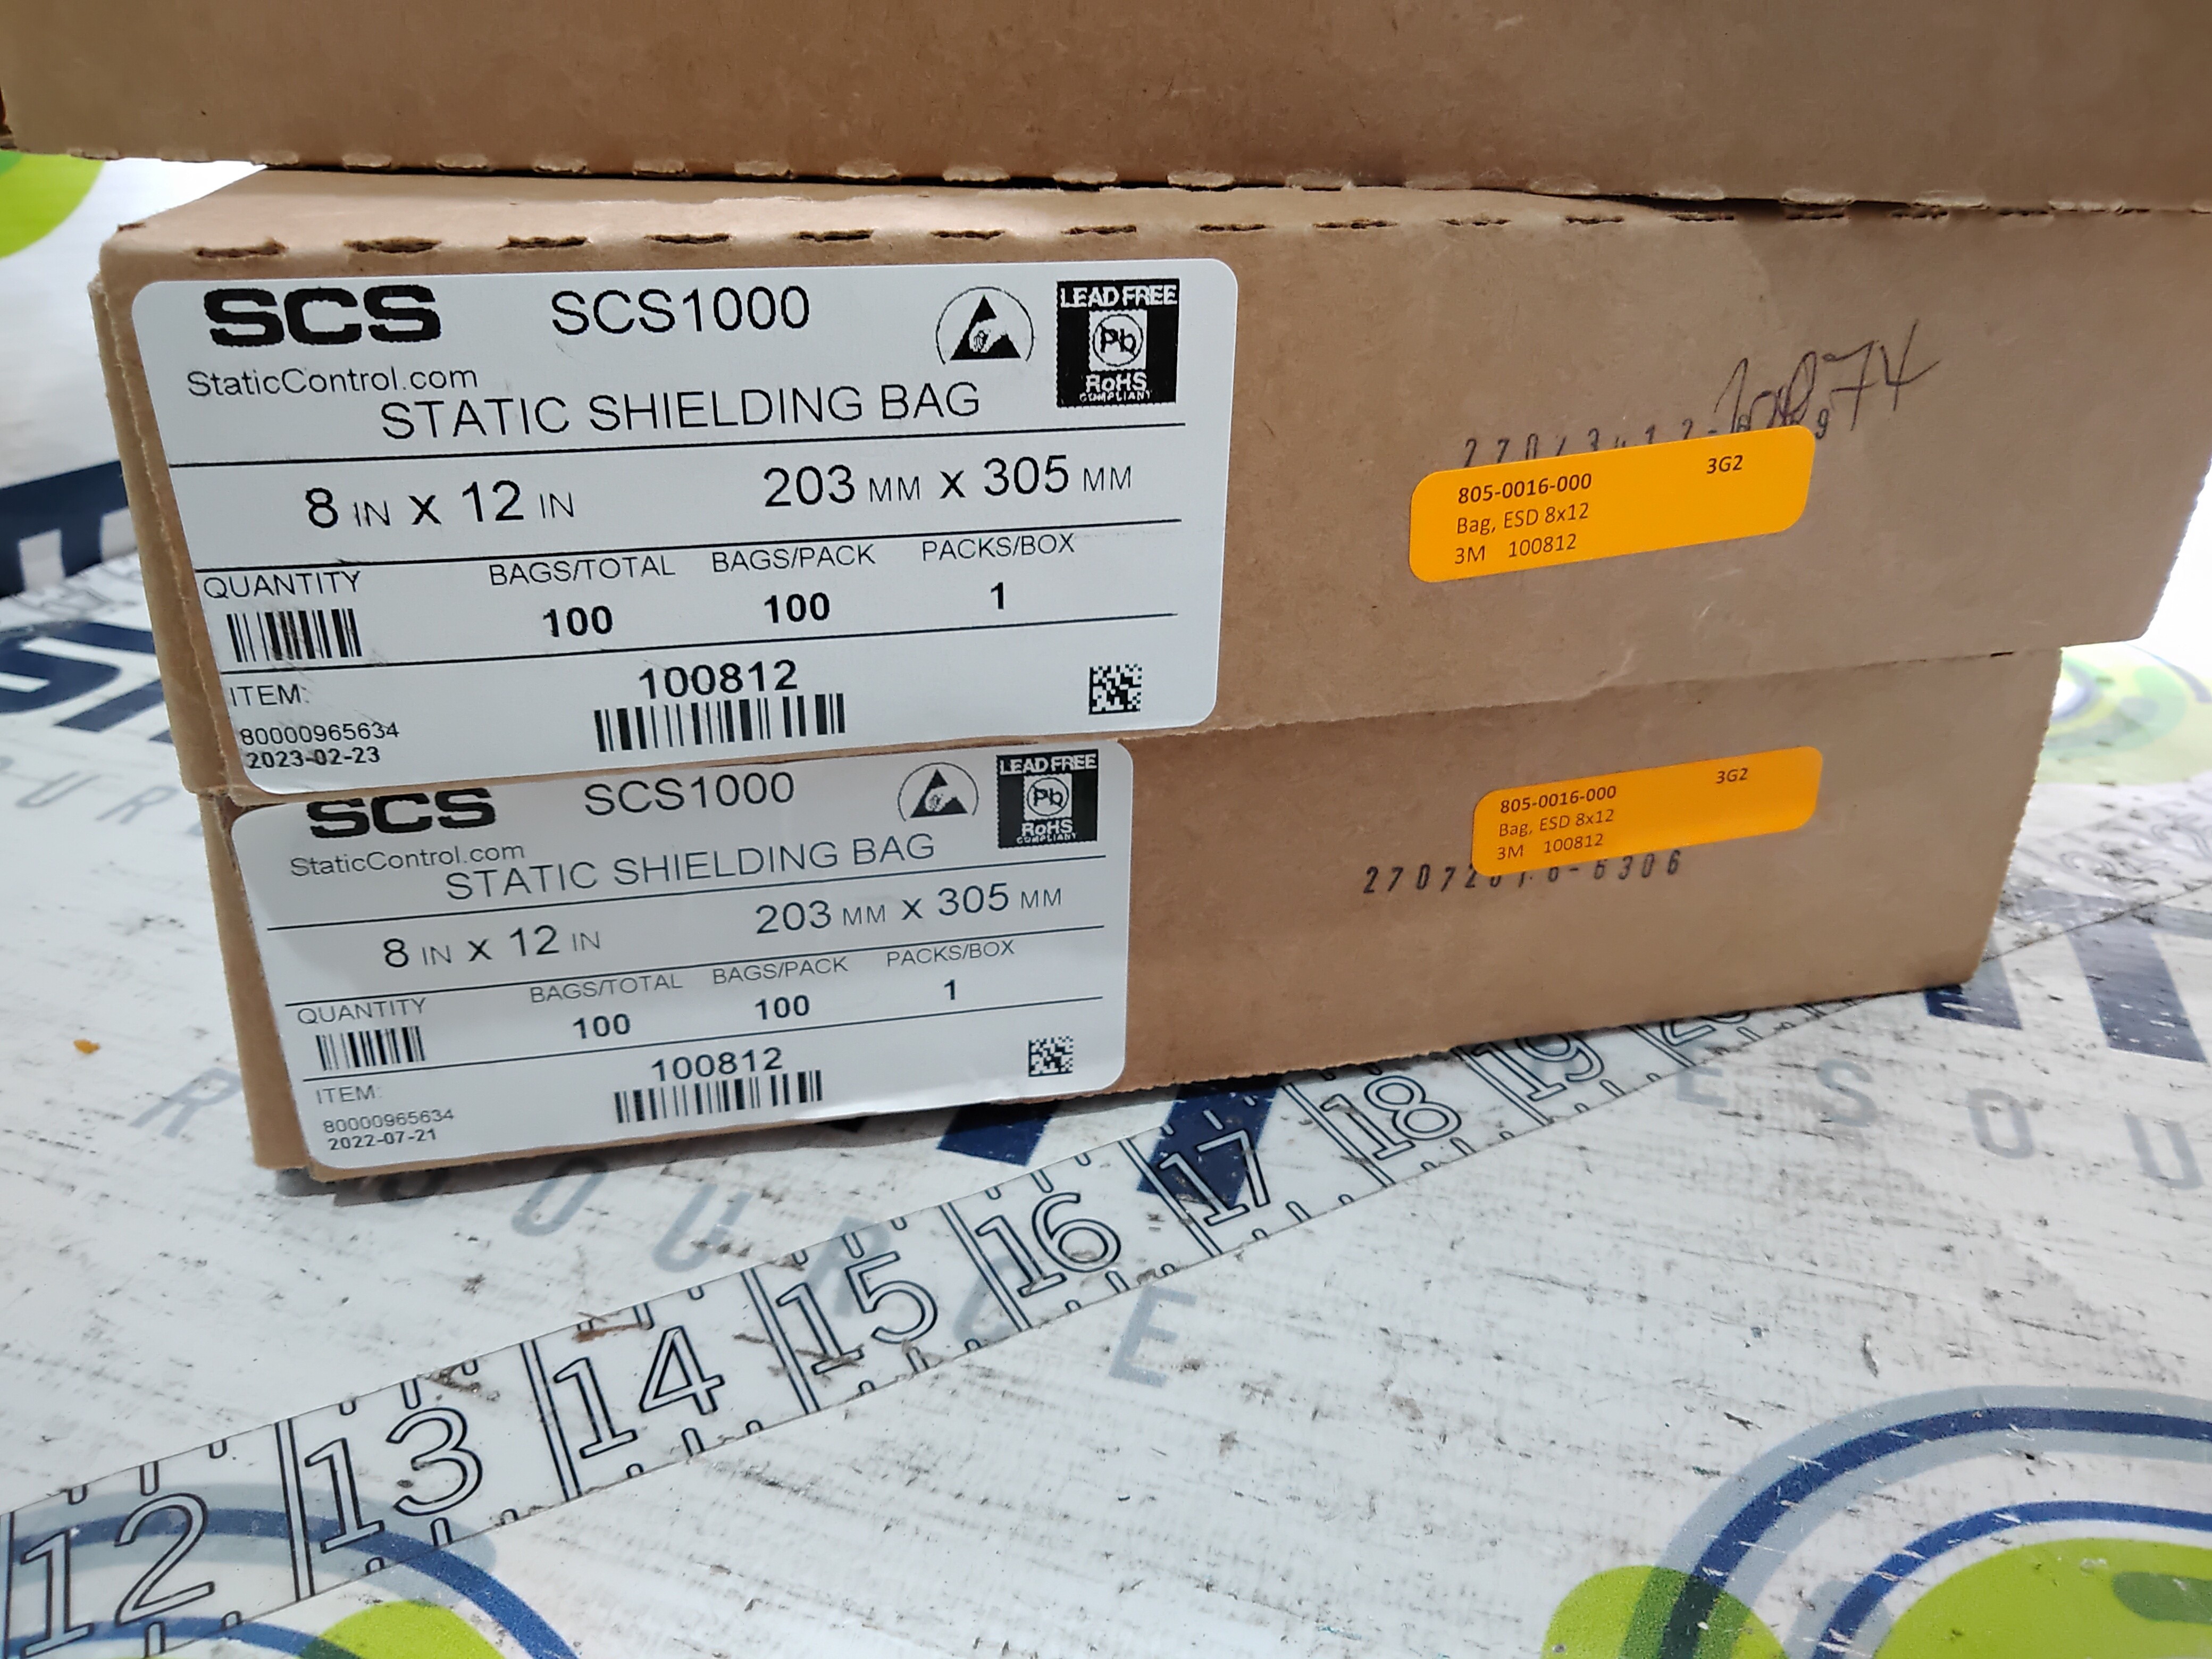 SCS SCS1000
LEAD FREE
Pb
RoHS
COMPLIANT
StaticControl.com
STATIC SHIELDING BAG
8 IN X 12 IN 203 MM X 305 MM
QUANTITY BAGS/TOTAL BAGS/PACK PACKS/BOX
100 100 1
ITEM: 100812
80000965634
2023-02-23
805-0016-000 3G2
Bag, ESD 8x12
3M 100812
SCS SCS1000
LEAD FREE
Pb
RoHS
COMPLIANT
StaticControl.com
STATIC SHIELDING BAG
8 IN X 12 IN 203 MM X 305 MM
QUANTITY BAGS/TOTAL BAGS/PACK PACKS/BOX
100 100 1
ITEM: 100812
80000965634
2022-07-21
805-0016-000 3G2
Bag, ESD 8x12
3M 100812
12 13 14 15 16 17 18 19